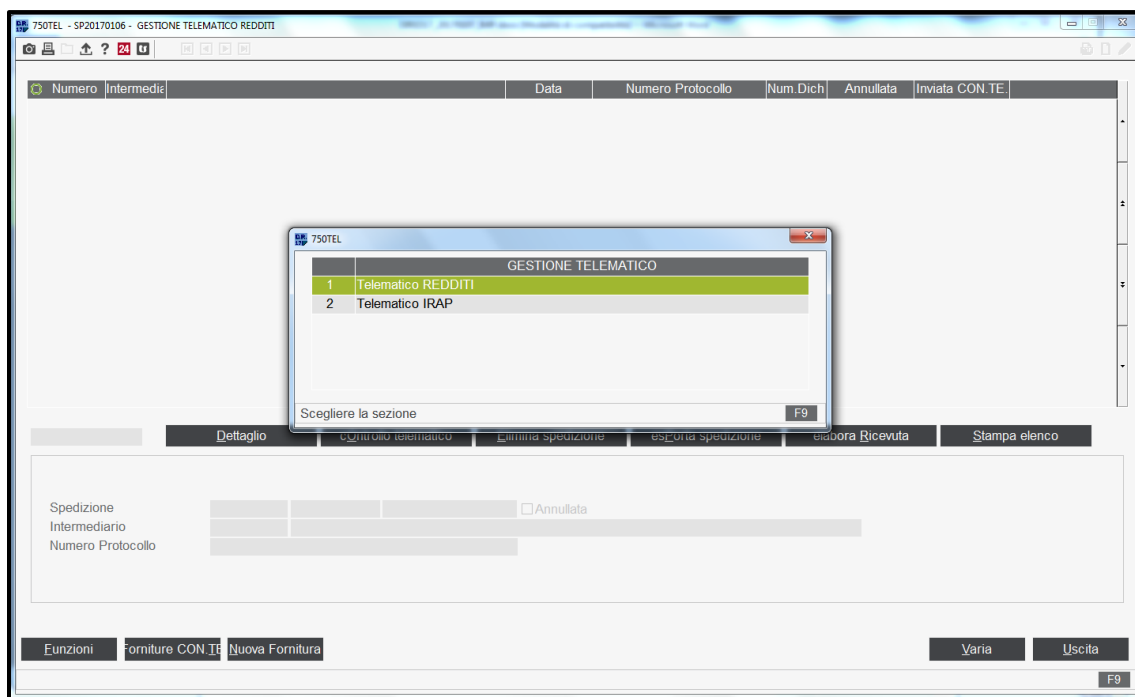 750TEL - SP20170106 - GESTIONE TELEMATICO REDDITI
? 24
Numero Intermedia Data Numero Protocollo Num.Dich Annullata Inviata CON.TE.
750TEL
GESTIONE TELEMATICO
1 Telematico REDDITI
2 Telematico IRAP
Scegliere la sezione F9
Dettaglio cOntrollo telematico Elimina spedizione esPorta spedizione elabora Ricevuta Stampa elenco
Spedizione Annullata
Intermediario
Numero Protocollo
Funzioni Forniture CON.TE Nuova Fornitura Varia Uscita
F9